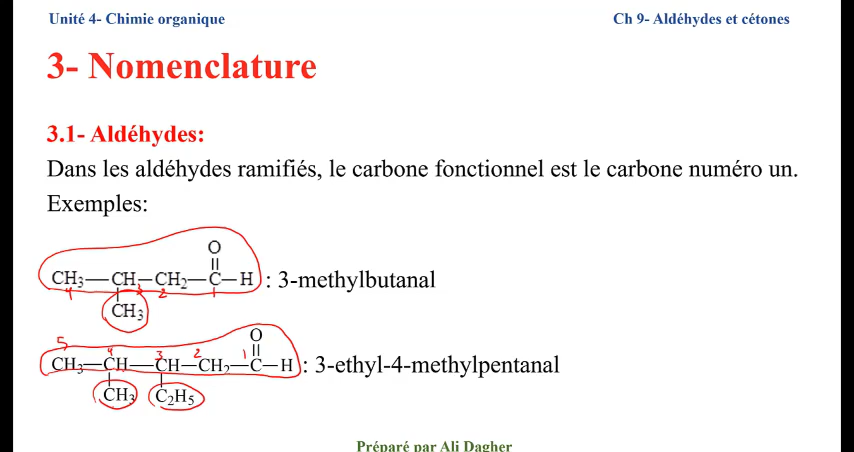 Unité 4- Chimie organique
Ch 9- Aldéhydes et cétones
3- Nomenclature
3.1- Aldéhydes:
Dans les aldéhydes ramifiés, le carbone fonctionnel est le carbone numéro un.
Exemples:
O
CH₃—CH—CH₂—C—H : 3-methylbutanal
4 3 2 1
CH₃
O
5 4 3 2 1
CH₃—CH—CH—CH₂—C—H : 3-ethyl-4-methylpentanal
CH₃ C₂H₅
Préparé par Ali Dagher